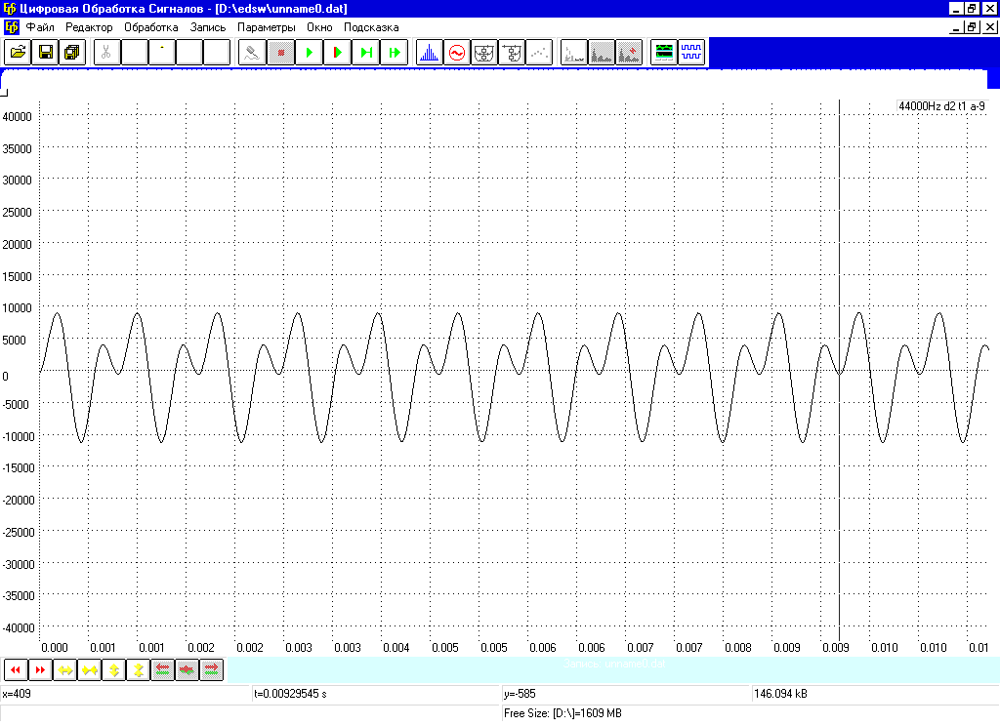 Цифровая Обработка Сигналов - [D:\edsw\unname0.dat]
Файл Редактор Обработка Запись Параметры Окно Подсказка
44000Hz d2 t1 a-9
40000
35000
30000
25000
20000
15000
10000
5000
0
-5000
-10000
-15000
-20000
-25000
-30000
-35000
-40000
0.000 0.001 0.001 0.002 0.002 0.003 0.003 0.004 0.005 0.005 0.006 0.006 0.007 0.007 0.008 0.009 0.009 0.010 0.010 0.01
Запись: unname0.dat
x=409 t=0.00929545 s y=-585 146.094 kB
Free Size: [D:\]=1609 MB